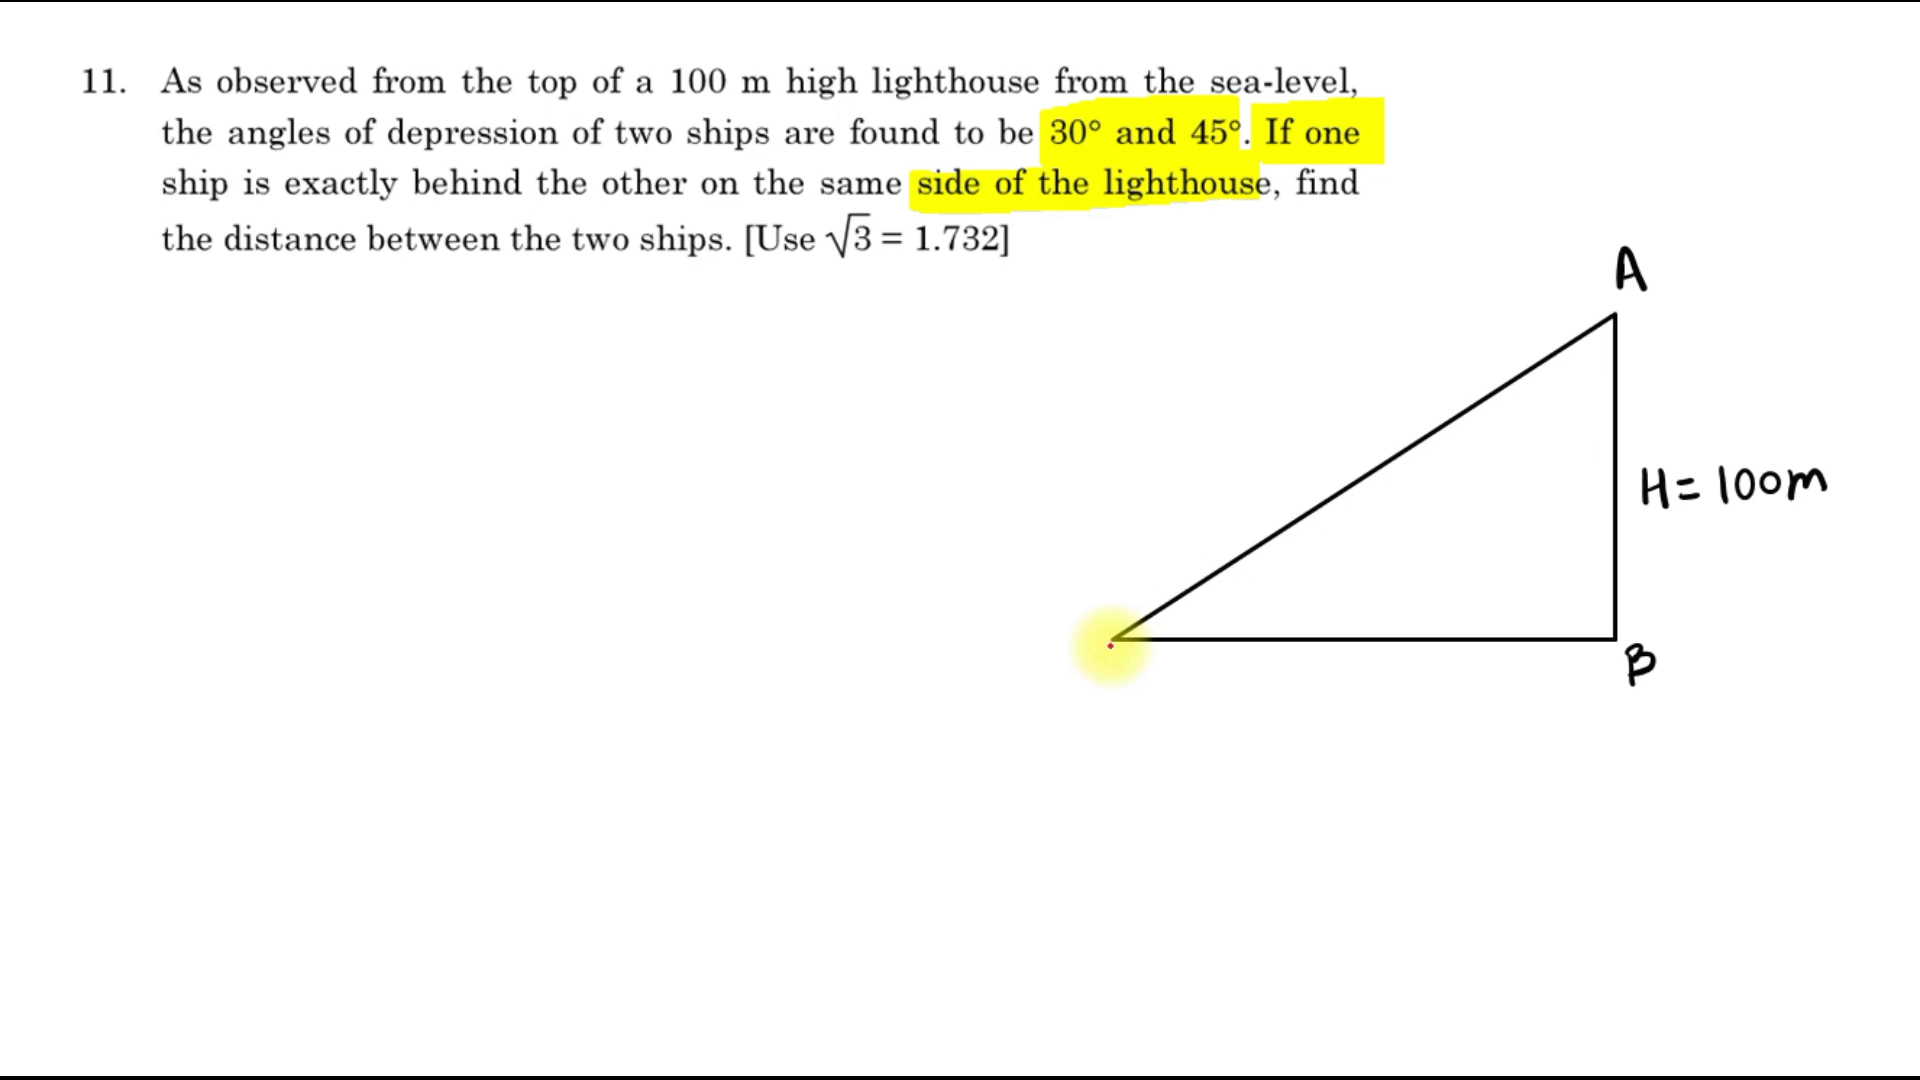 11. As observed from the top of a 100 m high lighthouse from the sea-level,
the angles of depression of two ships are found to be 30° and 45°. If one
ship is exactly behind the other on the same side of the lighthouse, find
the distance between the two ships. [Use √3 = 1.732]
A
H= 100m
B